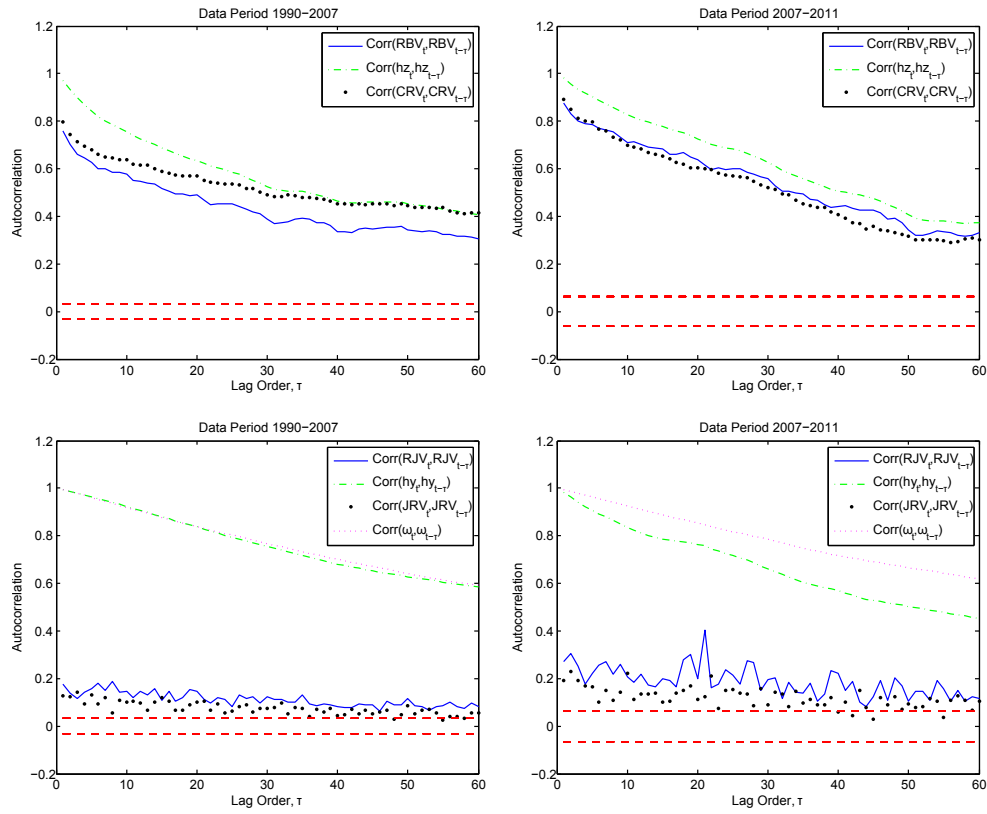 Data Period 1990−2007
Corr(RBV_t,RBV_{t−τ})
Corr(hz_t,hz_{t−τ})
Corr(CRV_t,CRV_{t−τ})
1.2
1
0.8
0.6
0.4
0.2
0
−0.2
Autocorrelation
0 10 20 30 40 50 60
Lag Order, τ
Data Period 2007−2011
Corr(RBV_t,RBV_{t−τ})
Corr(hz_t,hz_{t−τ})
Corr(CRV_t,CRV_{t−τ})
1.2
1
0.8
0.6
0.4
0.2
0
−0.2
Autocorrelation
0 10 20 30 40 50 60
Lag Order, τ
Data Period 1990−2007
Corr(RJV_t,RJV_{t−τ})
Corr(hy_t,hy_{t−τ})
Corr(JRV_t,JRV_{t−τ})
Corr(ω_t,ω_{t−τ})
1.2
1
0.8
0.6
0.4
0.2
0
−0.2
Autocorrelation
0 10 20 30 40 50 60
Lag Order, τ
Data Period 2007−2011
Corr(RJV_t,RJV_{t−τ})
Corr(hy_t,hy_{t−τ})
Corr(JRV_t,JRV_{t−τ})
Corr(ω_t,ω_{t−τ})
1.2
1
0.8
0.6
0.4
0.2
0
−0.2
Autocorrelation
0 10 20 30 40 50 60
Lag Order, τ